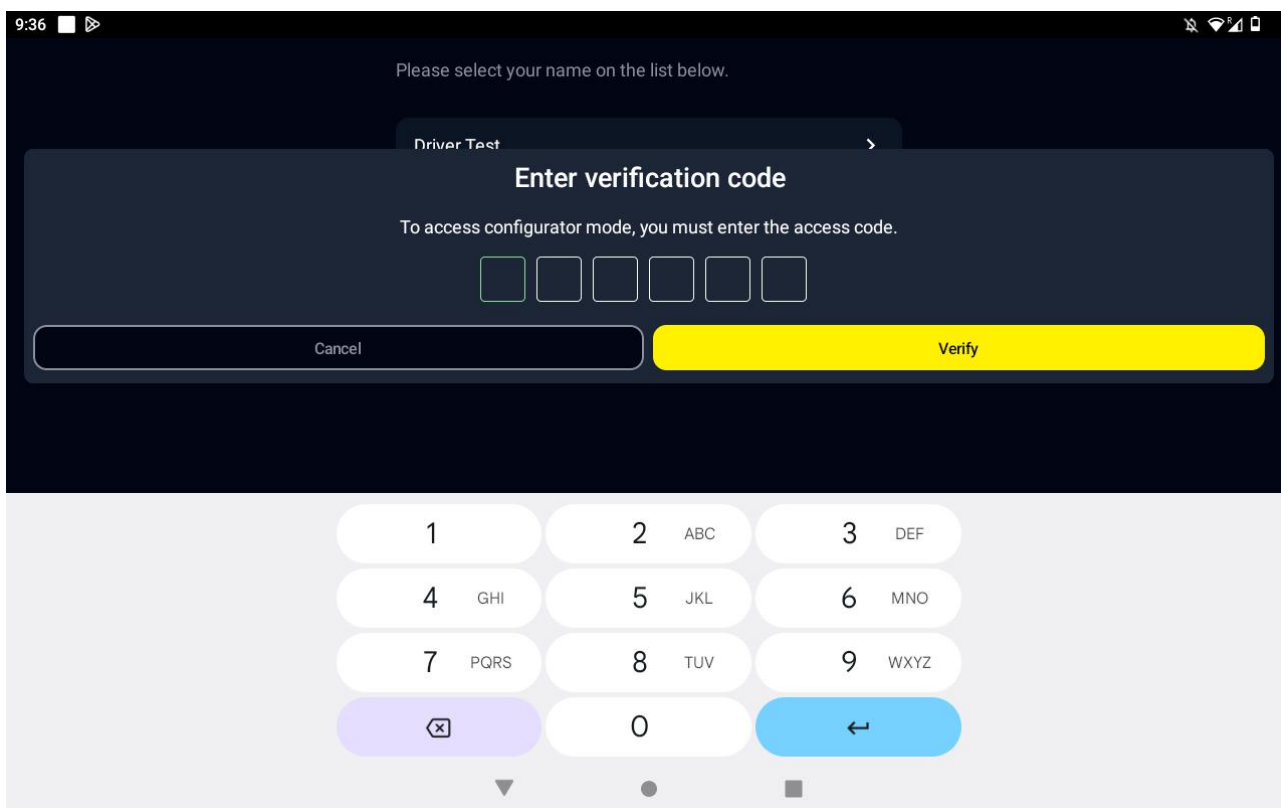 9:36
R
Please select your name on the list below.
Driver Test
Enter verification code
To access configurator mode, you must enter the access code.
Cancel Verify
1 2 ABC 3 DEF
4 GHI 5 JKL 6 MNO
7 PQRS 8 TUV 9 WXYZ
0